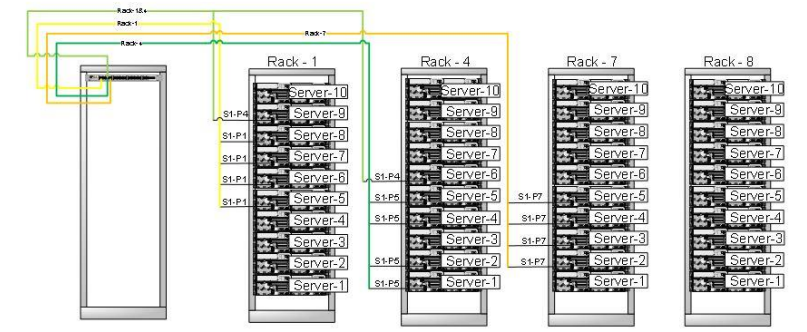 Rack-1&4
Rack-1
Rack-7
Rack-4
Rack - 1
Rack - 4
Rack - 7
Rack - 8
Server-10
Server-9
Server-8
Server-7
Server-6
Server-5
Server-4
Server-3
Server-2
Server-1
S1-P4
S1-P1
S1-P1
S1-P1
S1-P1
Server-10
Server-9
Server-8
Server-7
Server-6
Server-5
Server-4
Server-3
Server-2
Server-1
S1-P4
S1-P5
S1-P5
S1-P5
S1-P5
Server-10
Server-9
Server-8
Server-7
Server-6
Server-5
Server-4
Server-3
Server-2
Server-1
S1-P7
S1-P7
S1-P7
S1-P7
Server-10
Server-9
Server-8
Server-7
Server-6
Server-5
Server-4
Server-3
Server-2
Server-1